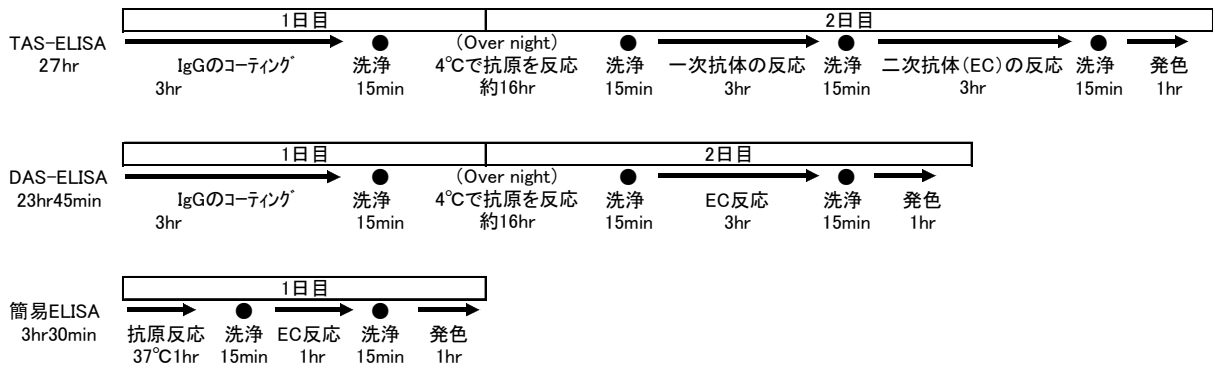 1日目 2日目
TAS-ELISA (Over night)
27hr IgGのコーティング 洗浄 4℃で抗原を反応 洗浄 一次抗体の反応 洗浄 二次抗体(EC)の反応 洗浄 発色
3hr 15min 約16hr 15min 3hr 15min 3hr 15min 1hr
1日目 2日目
DAS-ELISA (Over night)
23hr45min IgGのコーティング 洗浄 4℃で抗原を反応 洗浄 EC反応 洗浄 発色
3hr 15min 約16hr 15min 3hr 15min 1hr
1日目
簡易ELISA
3hr30min 抗原反応 洗浄 EC反応 洗浄 発色
37℃1hr 15min 1hr 15min 1hr